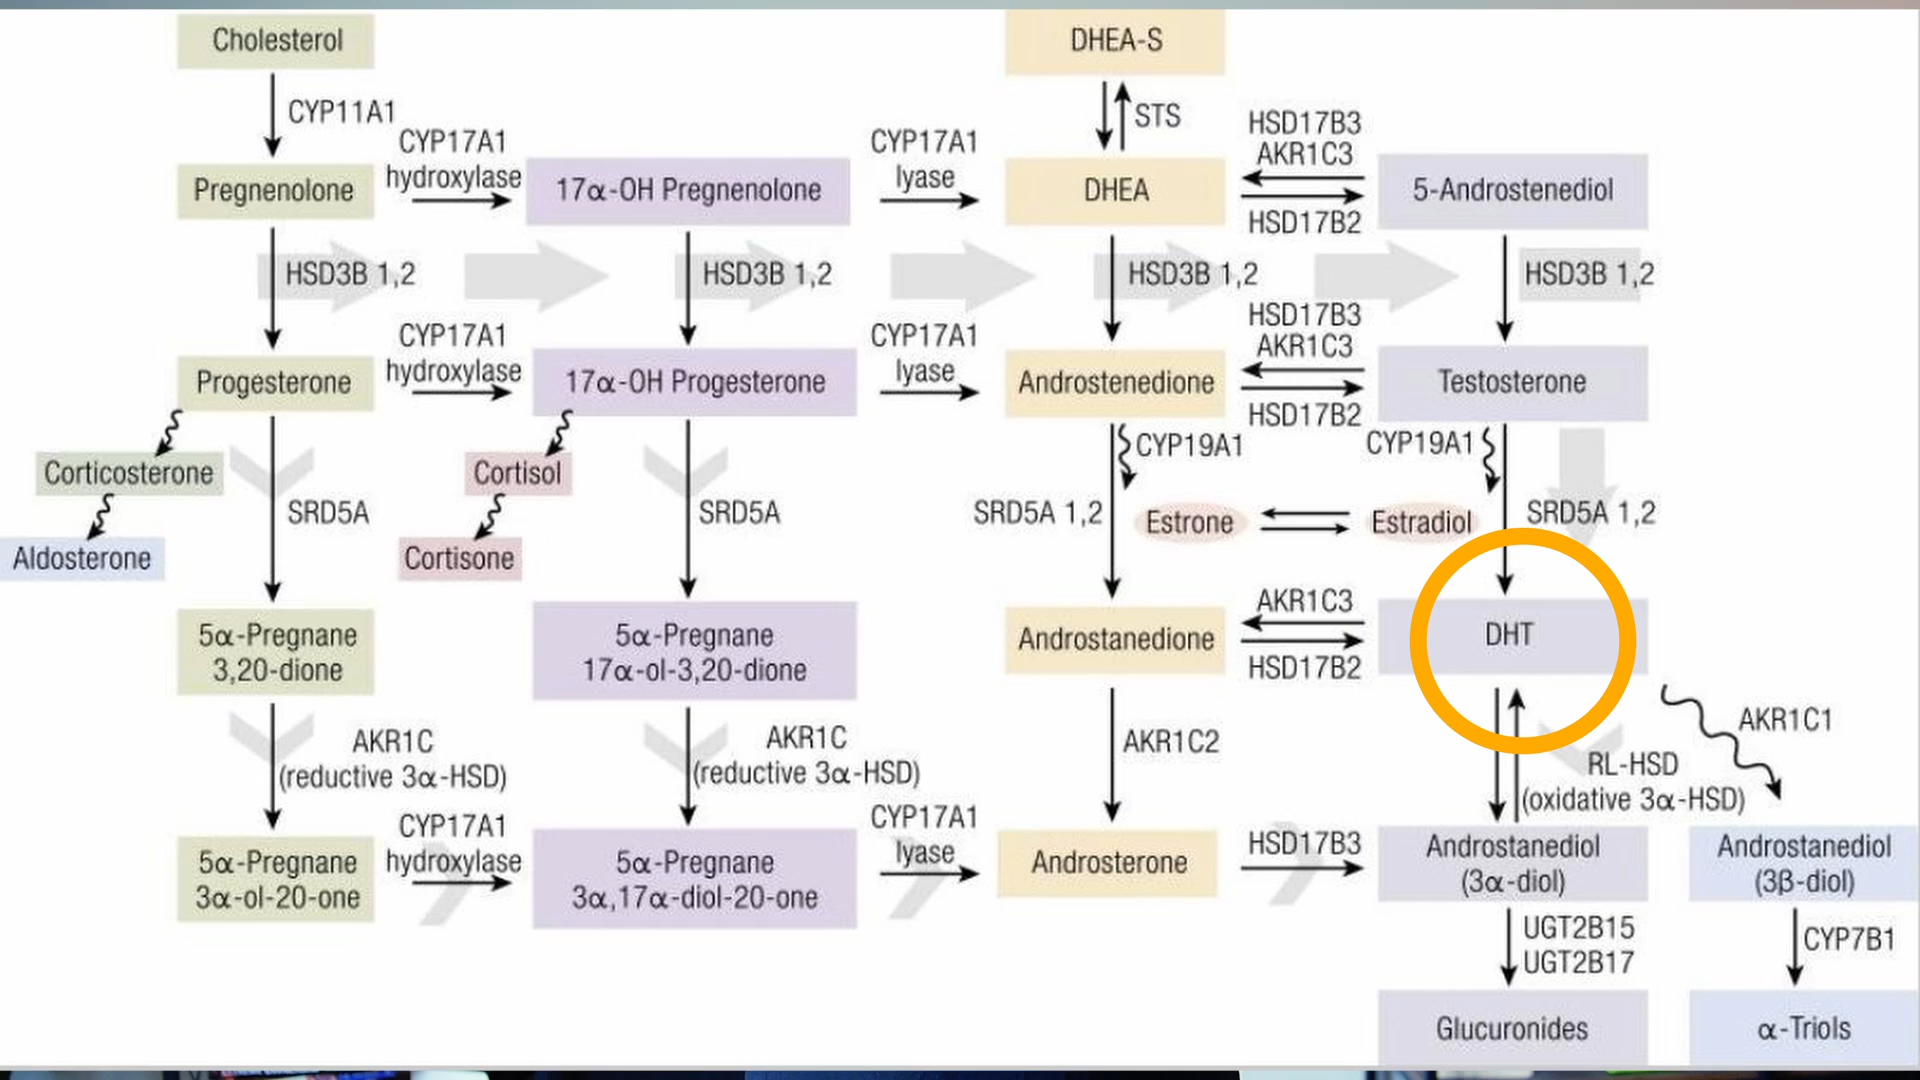 Cholesterol
DHEA-S
CYP11A1
STS
HSD17B3
AKR1C3
CYP17A1
hydroxylase
CYP17A1
lyase
Pregnenolone
17α-OH Pregnenolone
DHEA
5-Androstenediol
HSD17B2
HSD3B 1,2
HSD3B 1,2
HSD3B 1,2
HSD3B 1,2
HSD17B3
AKR1C3
CYP17A1
hydroxylase
CYP17A1
lyase
Progesterone
17α-OH Progesterone
Androstenedione
Testosterone
HSD17B2
CYP19A1
CYP19A1
Corticosterone
Cortisol
SRD5A
SRD5A
SRD5A 1,2
Estrone
Estradiol
SRD5A 1,2
Aldosterone
Cortisone
AKR1C3
5α-Pregnane
3,20-dione
5α-Pregnane
17α-ol-3,20-dione
Androstanedione
DHT
HSD17B2
AKR1C
(reductive 3α-HSD)
AKR1C
(reductive 3α-HSD)
AKR1C2
RL-HSD
(oxidative 3α-HSD)
AKR1C1
CYP17A1
hydroxylase
CYP17A1
lyase
HSD17B3
5α-Pregnane
3α-ol-20-one
5α-Pregnane
3α,17α-diol-20-one
Androsterone
Androstanediol
(3α-diol)
Androstanediol
(3β-diol)
UGT2B15
UGT2B17
CYP7B1
Glucuronides
α-Triols